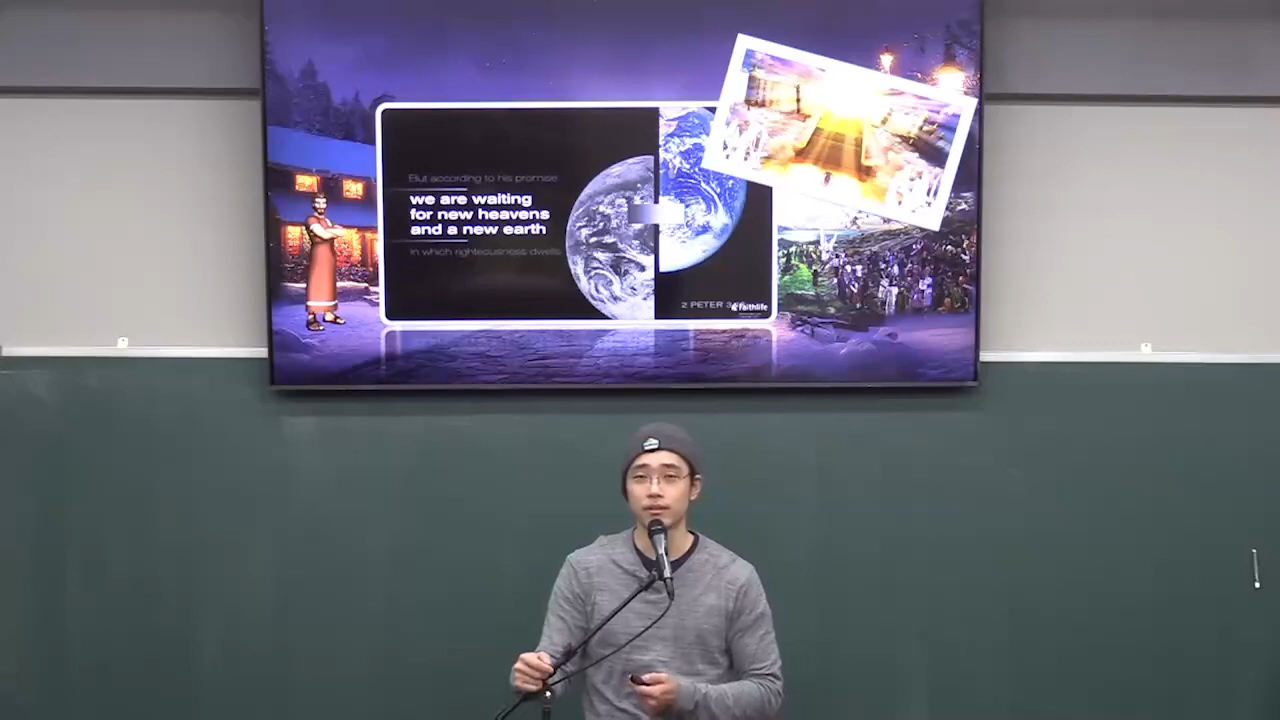 But according to his promise
we are waiting
for new heavens
and a new earth
in which righteousness dwells
2 PETER
faithlife